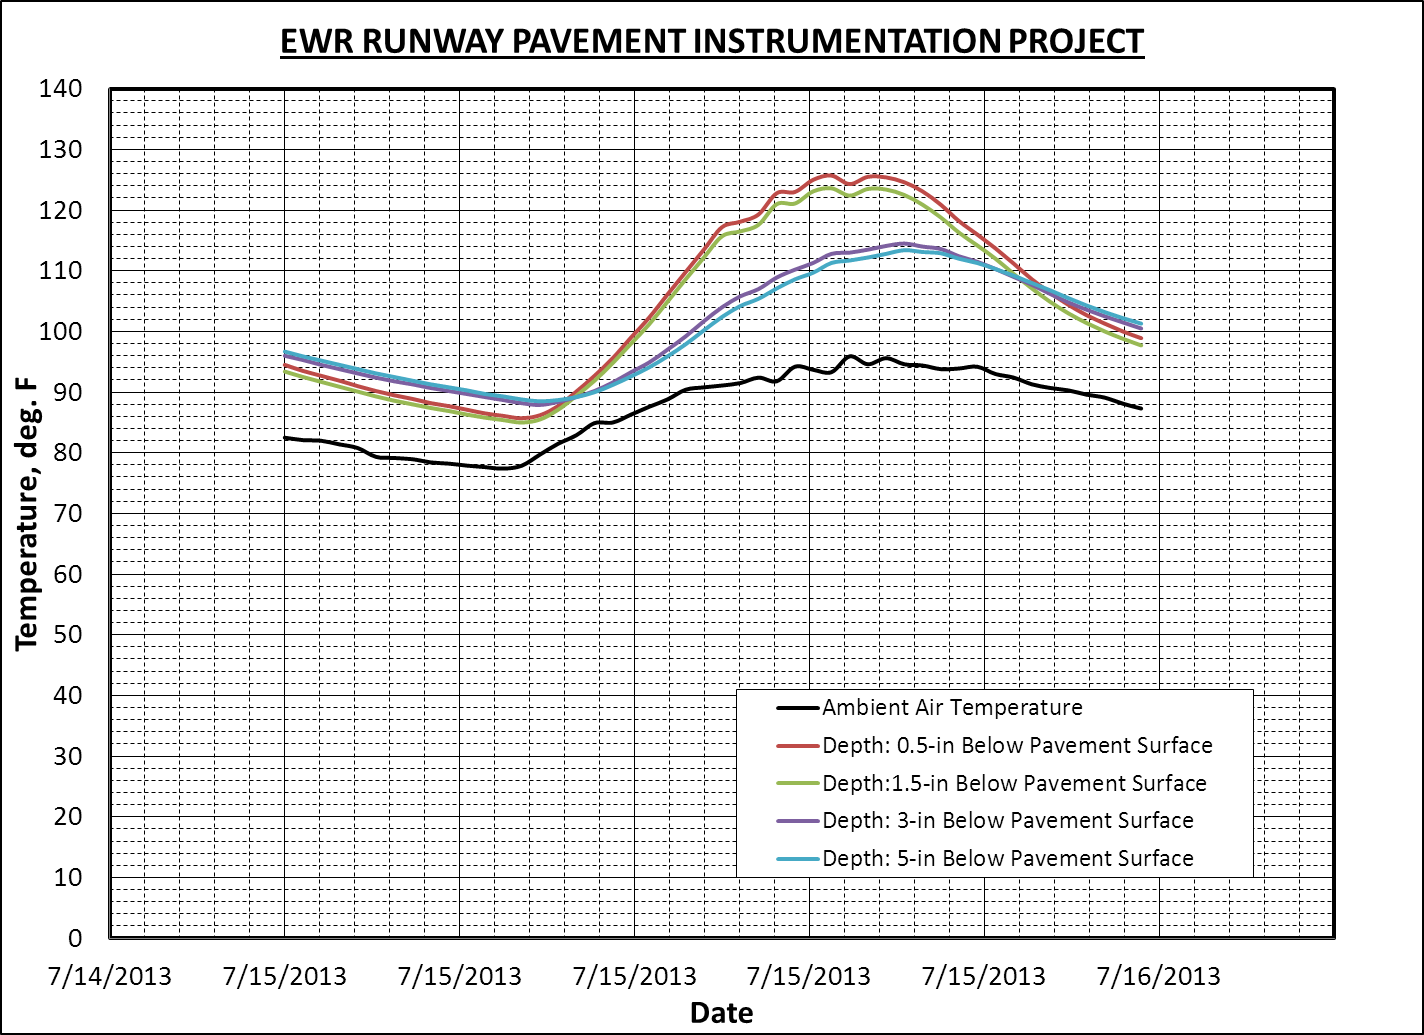 EWR RUNWAY PAVEMENT INSTRUMENTATION PROJECT
140
130
120
110
100
90
80
70
60
50
40
30
20
10
0
Temperature, deg. F
Ambient Air Temperature
Depth: 0.5-in Below Pavement Surface
Depth:1.5-in Below Pavement Surface
Depth: 3-in Below Pavement Surface
Depth: 5-in Below Pavement Surface
7/14/2013 7/15/2013 7/15/2013 7/15/2013 7/15/2013 7/15/2013 7/16/2013
Date